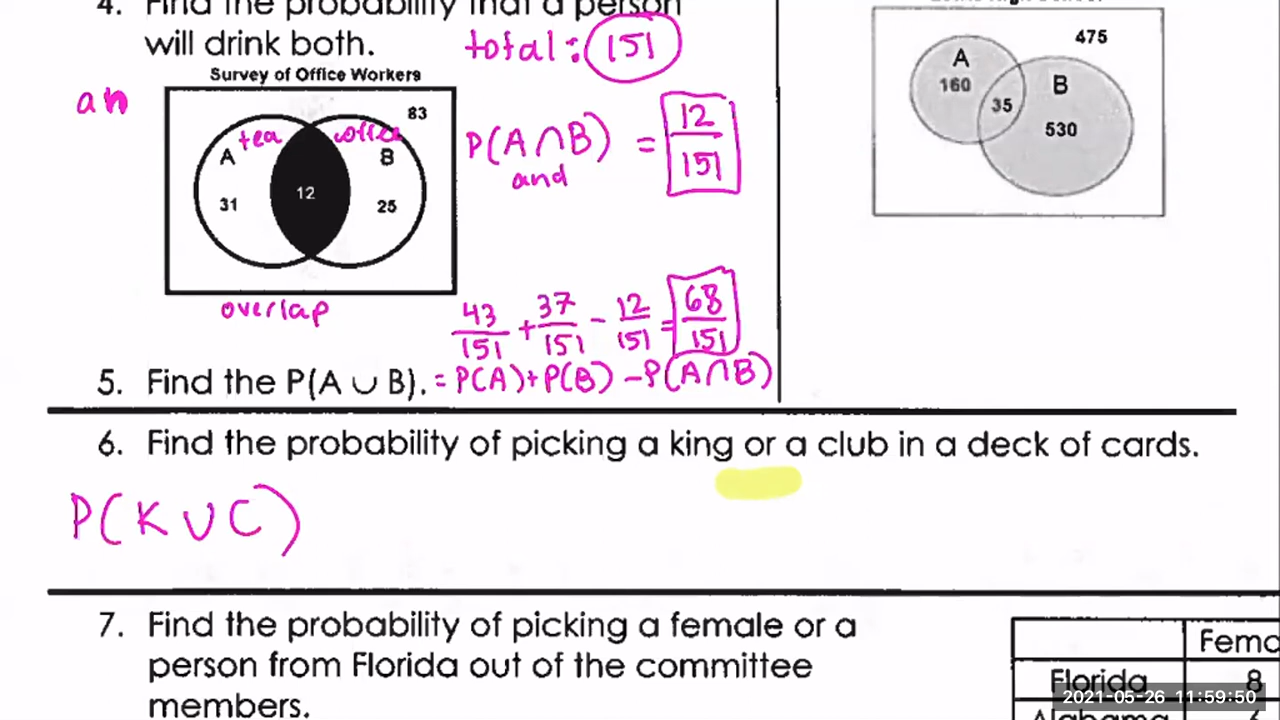 4. Find the probability that a person
will drink both.
total: 151
Survey of Office Workers
an
83
tea
coffee
A
B
31
12
25
overlap
P(A∩B) = 12/151
and
43/151 + 37/151 - 12/151 = 68/151
5. Find the P(A ∪ B). = P(A) + P(B) - P(A∩B)
475
A
160
35
B
530
6. Find the probability of picking a king or a club in a deck of cards.
P(K∪C)
7. Find the probability of picking a female or a
person from Florida out of the committee
members.
Fema
Florida 8
Alabama 6
2021-05-26 11:59:50